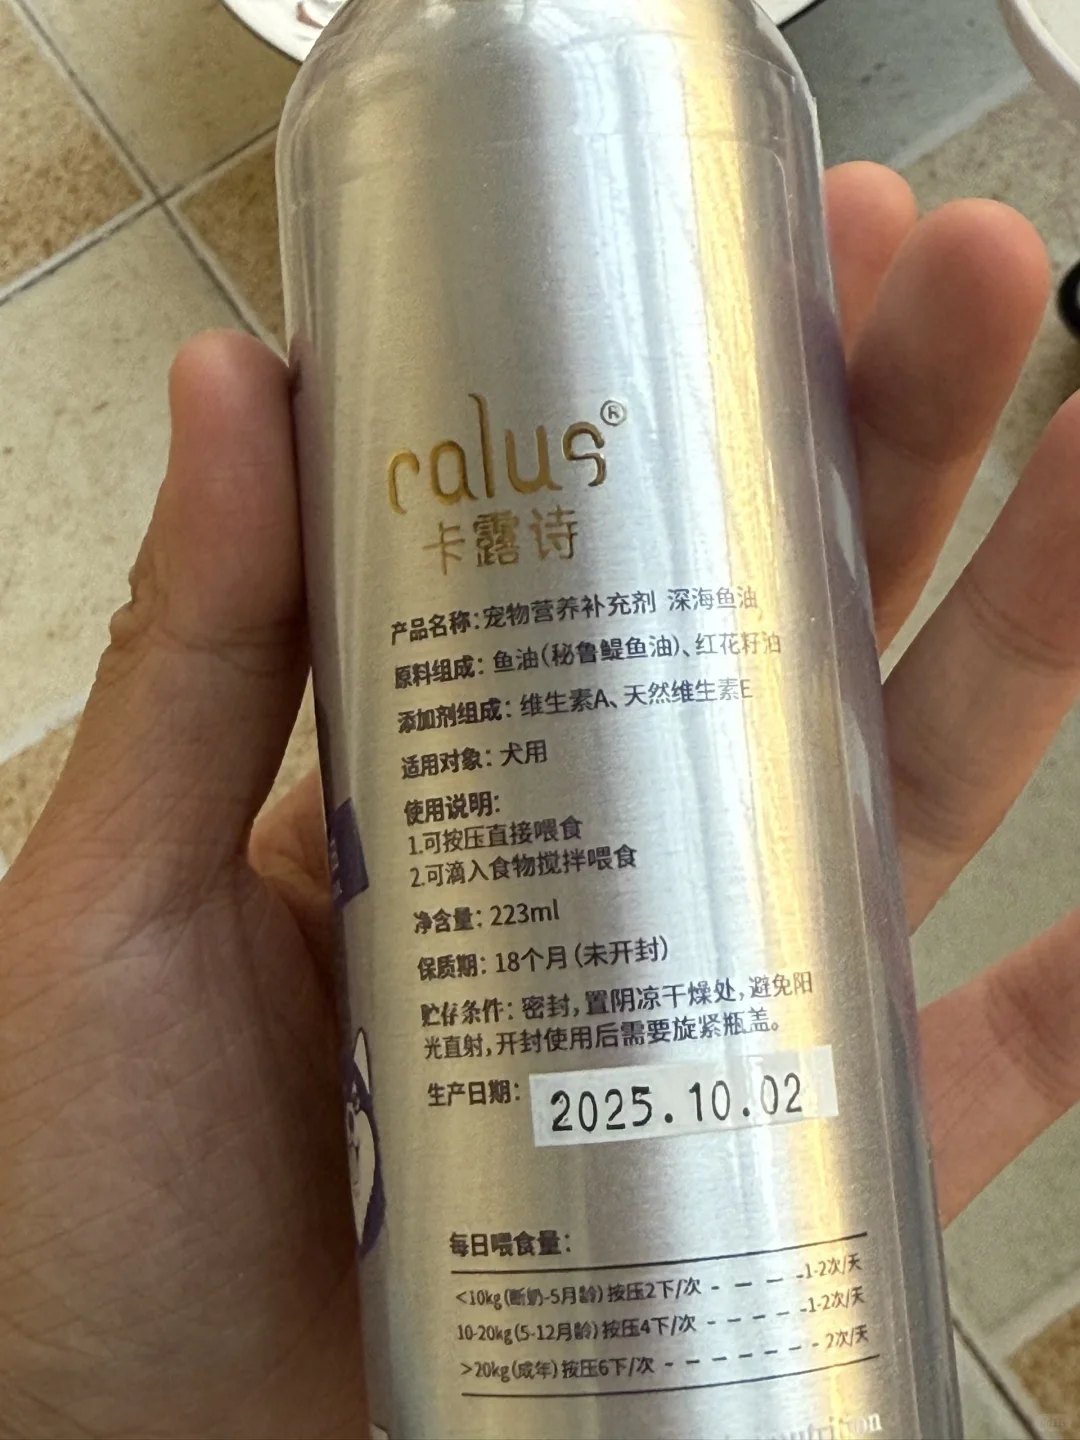 ralus®
卡露诗
产品名称：宠物营养补充剂 深海鱼油
原料组成：鱼油（秘鲁鳀鱼油）、红花籽油
添加剂组成：维生素A、天然维生素E
适用对象：犬用
使用说明：
1.可按压直接喂食
2.可滴入食物搅拌喂食
净含量：223ml
保质期：18个月（未开封）
贮存条件：密封，置阴凉干燥处，避免阳
光直射，开封使用后需要旋紧瓶盖。
生产日期：2025.10.02
每日喂食量：
<10kg（断奶-5月龄）按压2下/次 - - - -1-2次/天
10-20kg（5-12月龄）按压4下/次 - - - -1-2次/天
>20kg（成年）按压6下/次 - - - - - - - 2次/天
nutrition